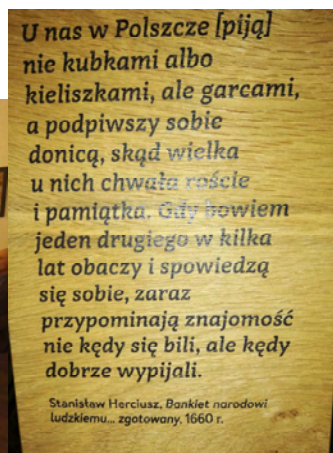 U nas w Polszcze [piją]
nie kubkami albo
kieliszkami, ale garcami,
a podpiwszy sobie
donicą, skąd wielka
u nich chwała roście
i pamiątka. Gdy bowiem
jeden drugiego w kilka
lat obaczy i spowiedzą
się sobie, zaraz
przypominają znajomość
nie kędy się bili, ale kędy
dobrze wypijali.
Stanisław Herciusz, Bankiet narodowi
ludzkiemu... zgotowany, 1660 r.